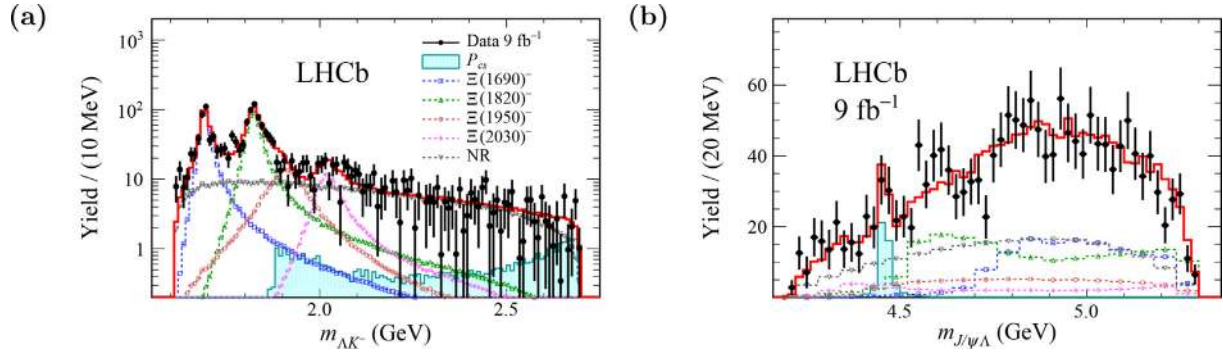 (a)
Yield / (10 MeV)
10³
10²
10
1
LHCb
Data 9 fb⁻¹
P_cs
Ξ(1690)⁻
Ξ(1820)⁻
Ξ(1950)⁻
Ξ(2030)⁻
NR
2.0 2.5
m_ΛK⁻ (GeV)
(b)
Yield / (20 MeV)
60
40
20
0
LHCb
9 fb⁻¹
4.5 5.0
m_J/ψΛ (GeV)